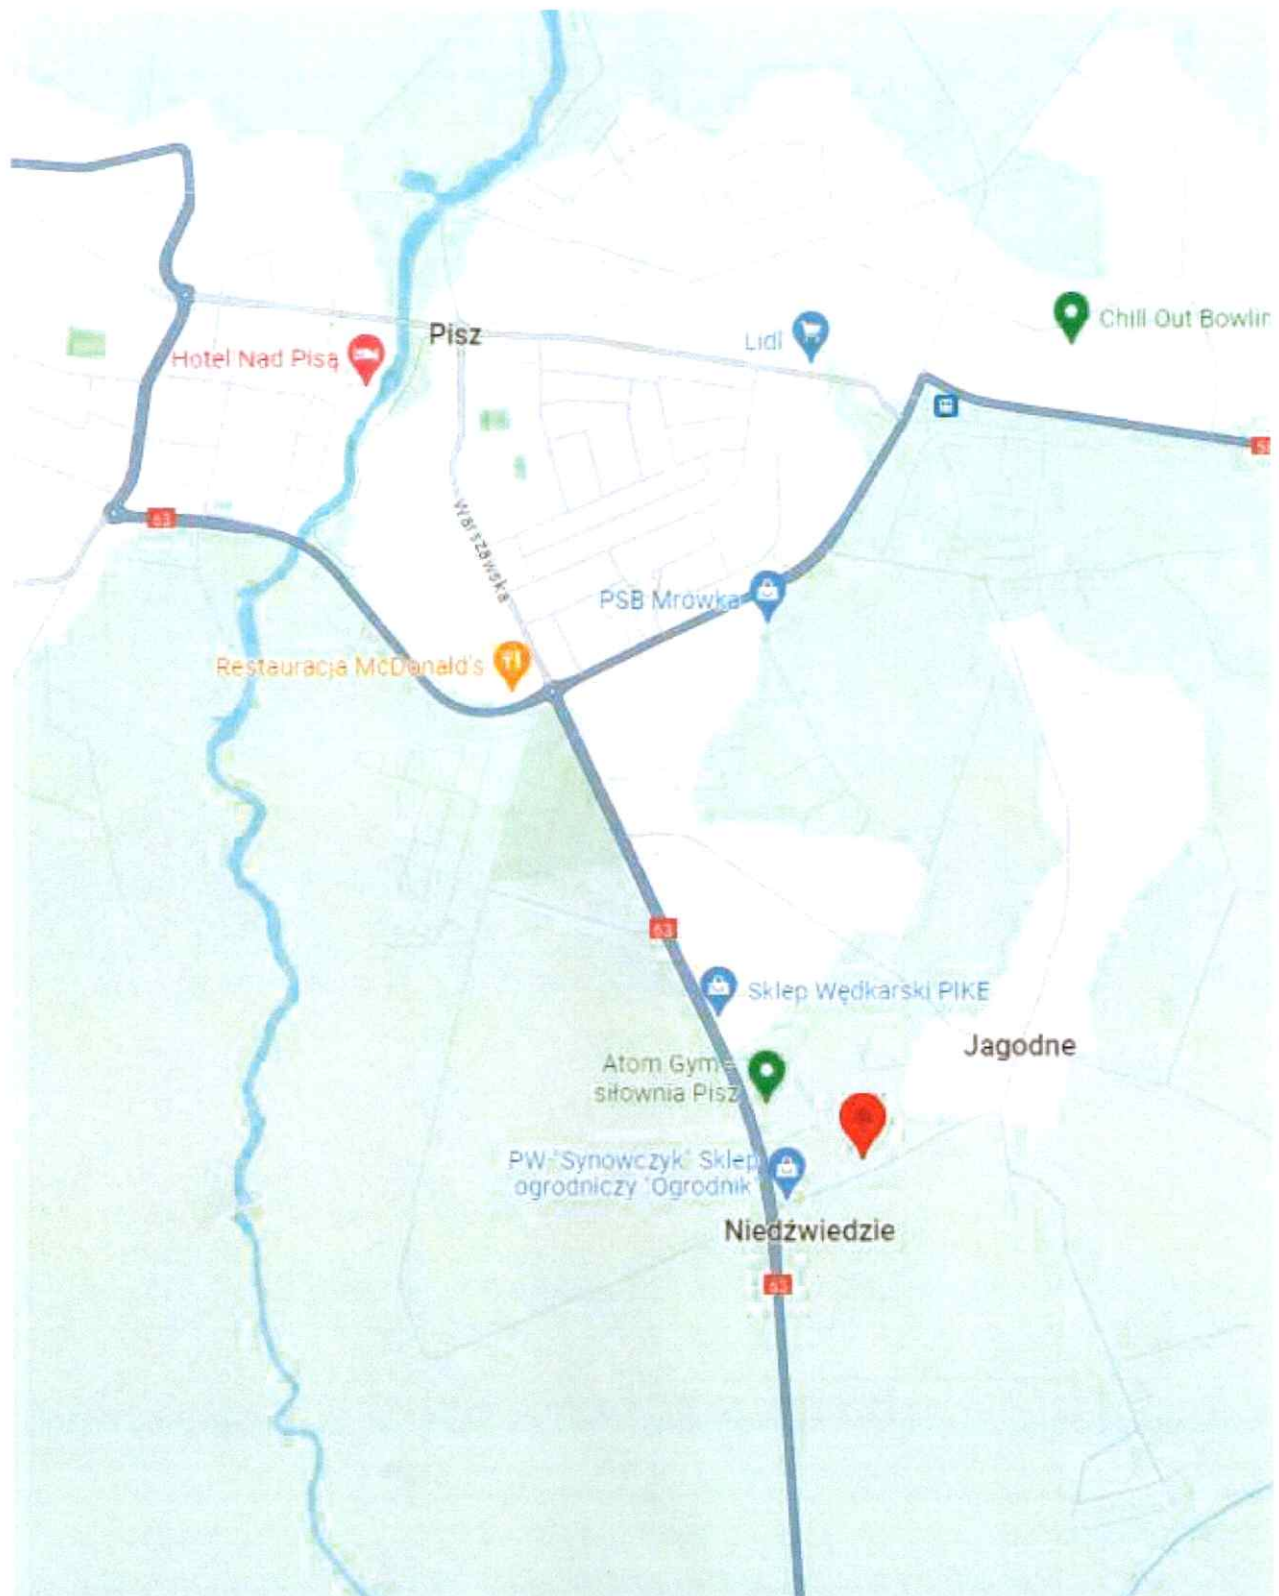 Pisz
Hotel Nad Pisą
Lidl
Chill Out Bowlin
63
Warszawska
PSB Mrówka
Restauracja McDonald's
63
Sklep Wędkarski PIKE
Jagodne
Atom Gym-
siłownia Pisz
PW "Synowczyk" Sklep
ogrodniczy "Ogrodnik"
Niedźwiedzie
63